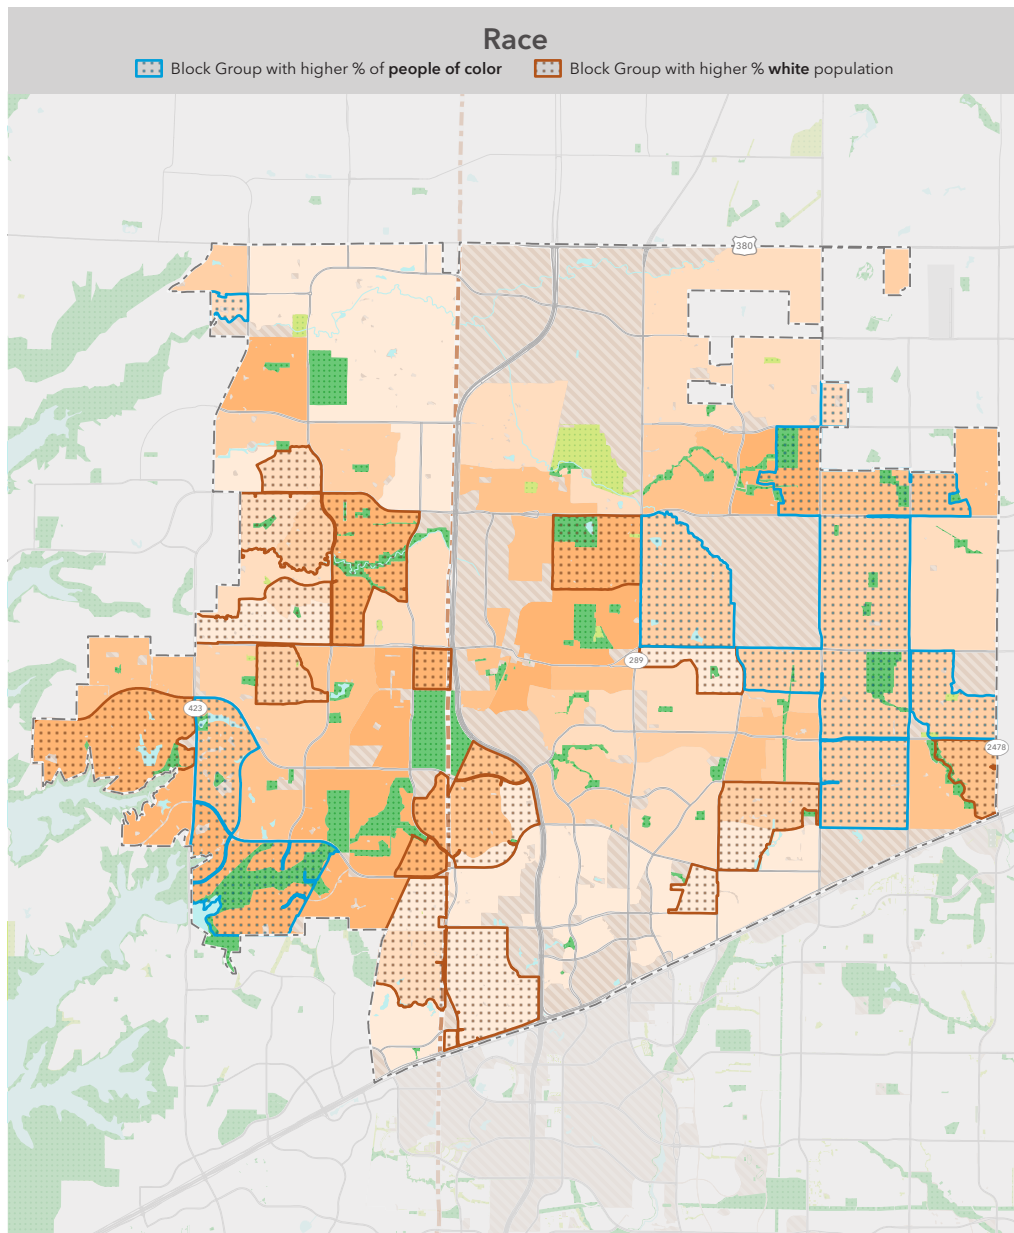 Race
Block Group with higher % of people of color
Block Group with higher % white population
380
289
423
2478